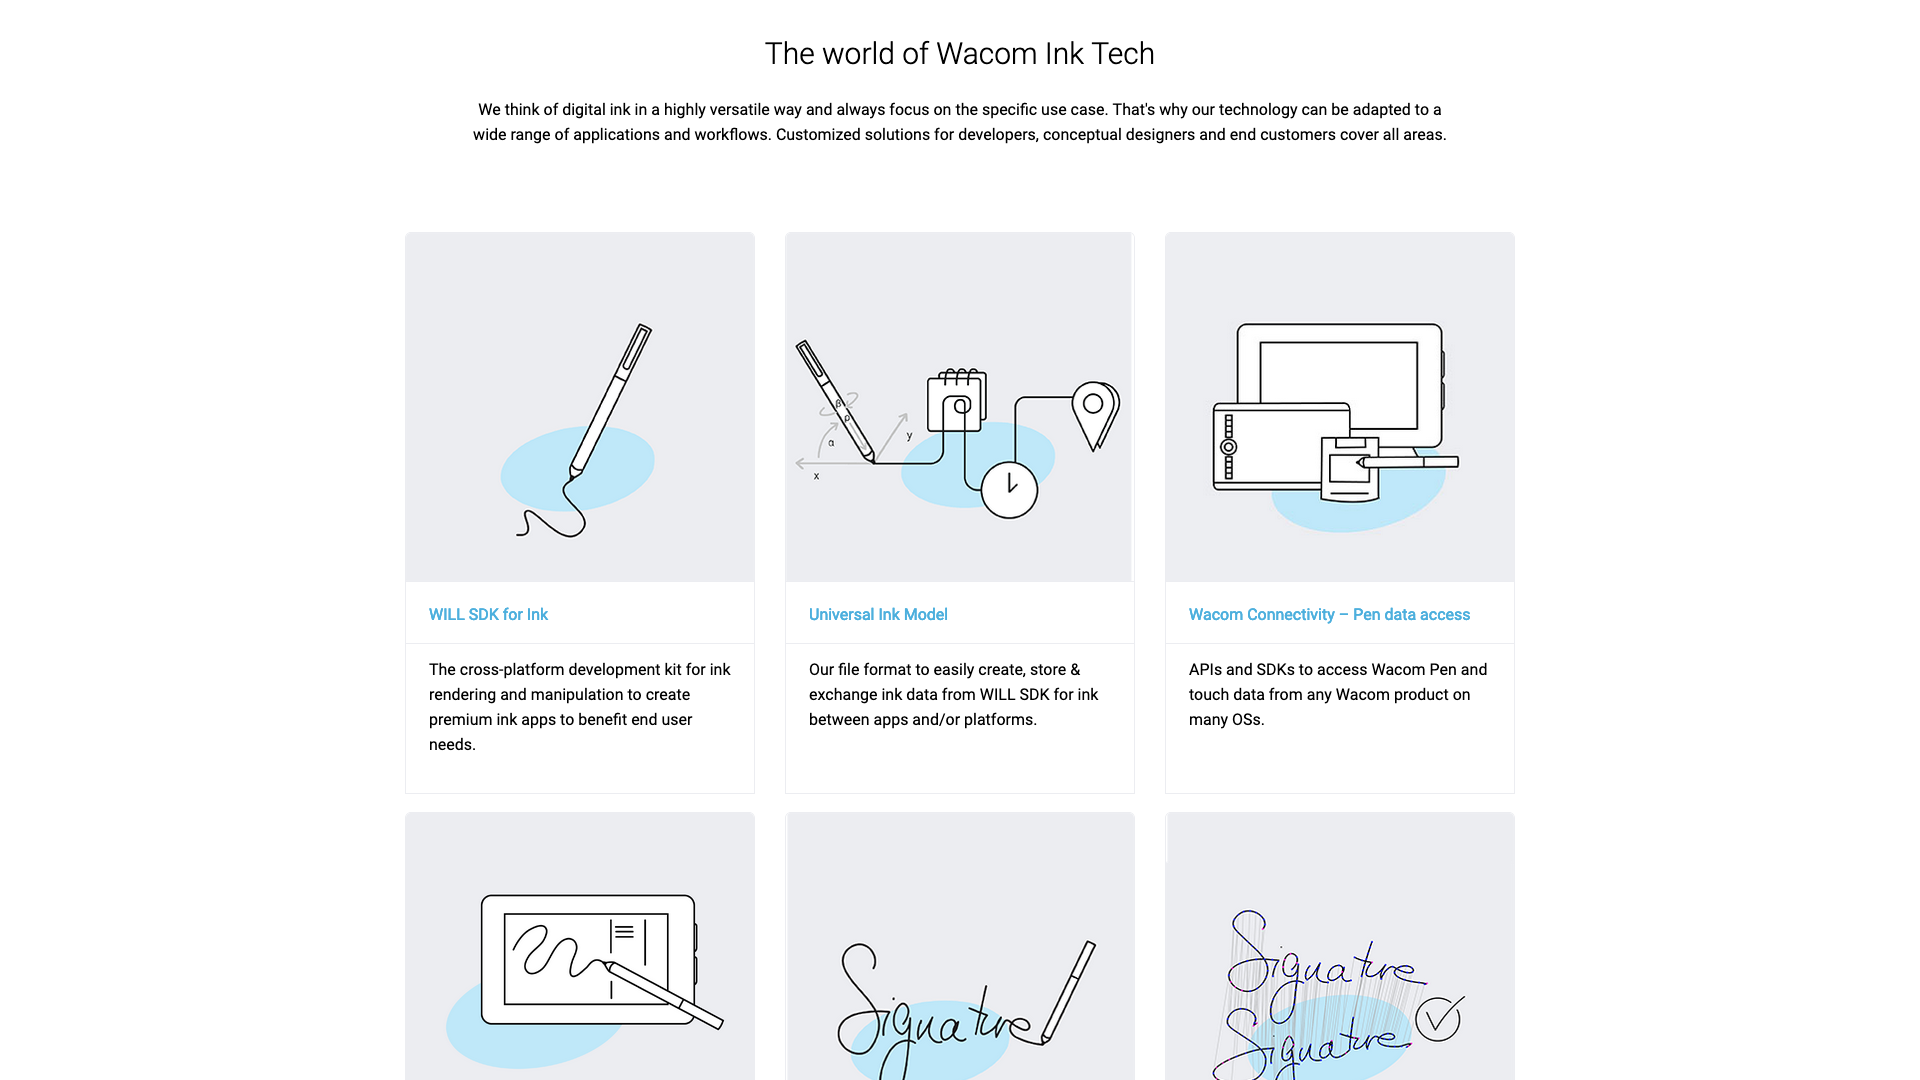 The world of Wacom Ink Tech
We think of digital ink in a highly versatile way and always focus on the specific use case. That's why our technology can be adapted to a
wide range of applications and workflows. Customized solutions for developers, conceptual designers and end customers cover all areas.
β
ρ
α
y
x
WILL SDK for Ink
The cross-platform development kit for ink
rendering and manipulation to create
premium ink apps to benefit end user
needs.
Universal Ink Model
Our file format to easily create, store &
exchange ink data from WILL SDK for ink
between apps and/or platforms.
Wacom Connectivity – Pen data access
APIs and SDKs to access Wacom Pen and
touch data from any Wacom product on
many OSs.
Signature
Signature
Signature